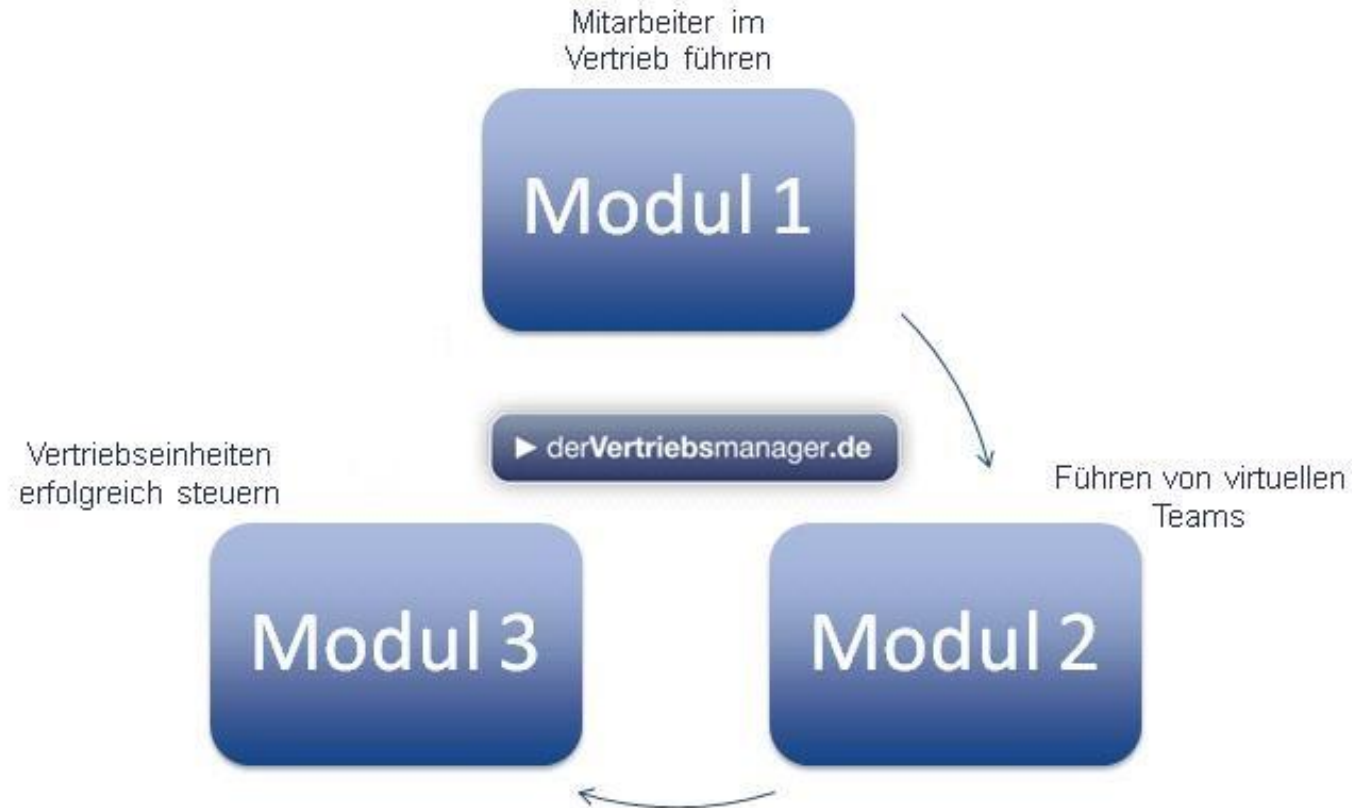 Mitarbeiter im
Vertrieb führen
Modul 1
► derVertriebsmanager.de
Vertriebseinheiten
erfolgreich steuern
Führen von virtuellen
Teams
Modul 3
Modul 2